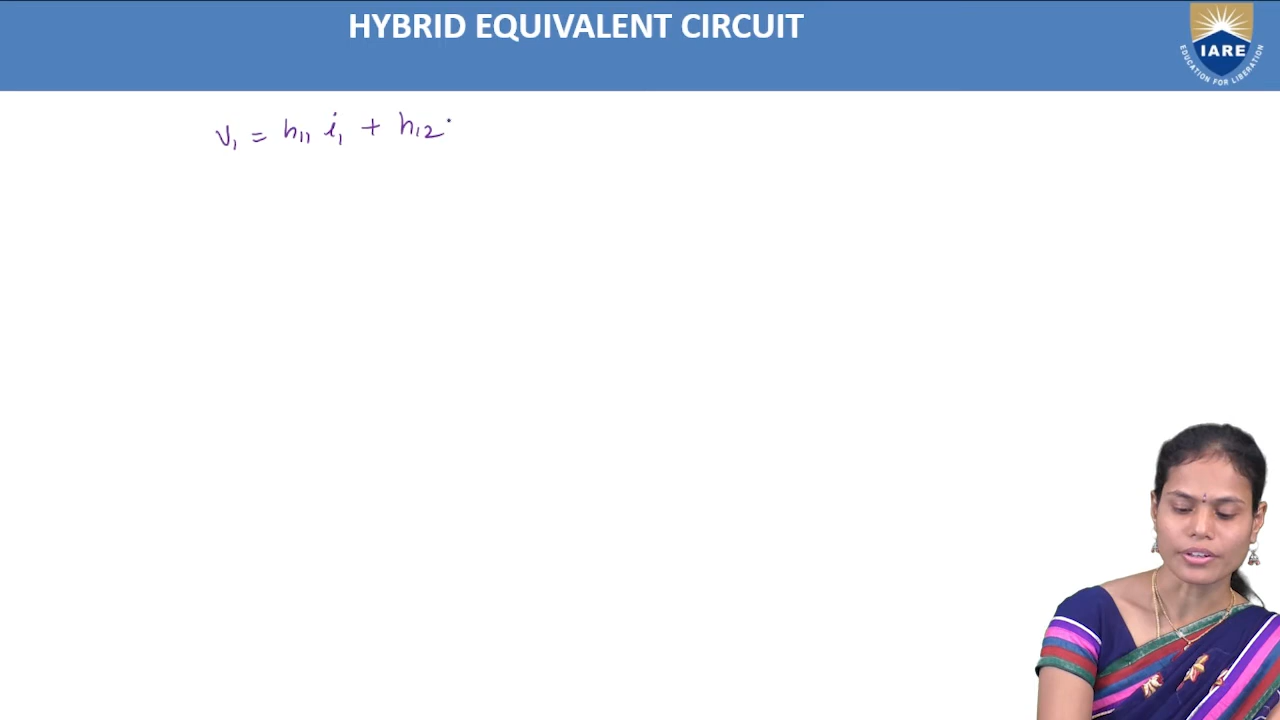 HYBRID EQUIVALENT CIRCUIT
IARE
EDUCATION FOR LIBERATION
v₁ = h₁₁ i₁ + h₁₂